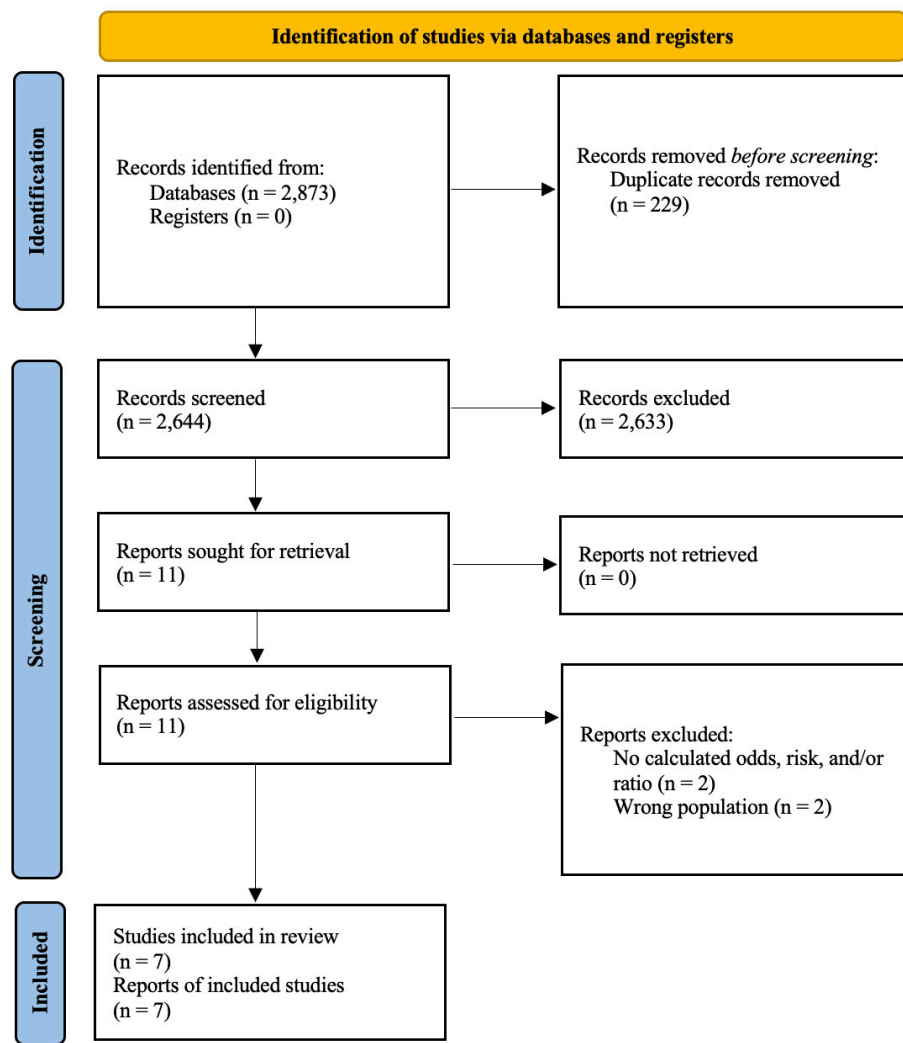 Identification of studies via databases and registers
Identification
Records identified from:
Databases (n = 2,873)
Registers (n = 0)
Records removed before screening:
Duplicate records removed
(n = 229)
Screening
Records screened
(n = 2,644)
Records excluded
(n = 2,633)
Reports sought for retrieval
(n = 11)
Reports not retrieved
(n = 0)
Reports assessed for eligibility
(n = 11)
Reports excluded:
No calculated odds, risk, and/or
ratio (n = 2)
Wrong population (n = 2)
Included
Studies included in review
(n = 7)
Reports of included studies
(n = 7)